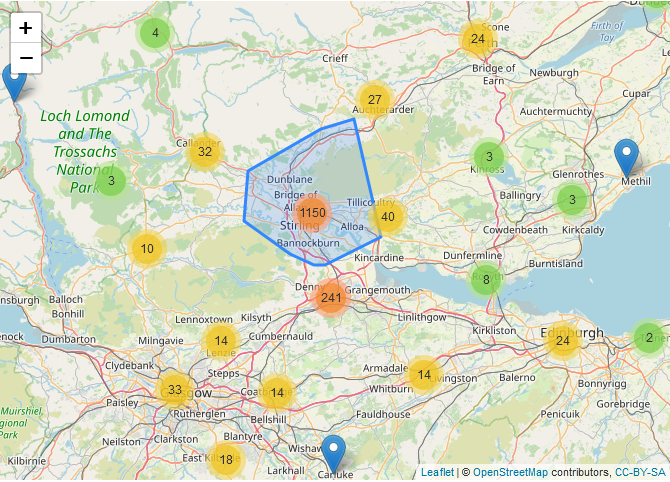 +
−
4
Crieff
24
Scone
Perth
Firth of
Tay
Bridge of
Earn
Newburgh
Cupar
27
Auchterarder
Auchtermuchty
Loch Lomond
and The
Trossachs
National
Park
3
Callander
32
3
Kinross
Glenrothes
Methil
Ballingry
3
Kirkcaldy
Cowdenbeath
Dunblane
Bridge of
Allan
1150
Stirling
Tillicoultry
40
Alloa
Bannockburn
10
Kincardine
Dunfermline
Burntisland
8
Rosyth
Denny
241
Grangemouth
Balloch
Bonhill
Dumbarton
Lennoxtown
Kilsyth
Linlithgow
Kirkliston
Edinburgh
24
2
Milngavie
14
Lenzie
Cumbernauld
Clydebank
Stepps
Armadale
14
Livingston
Balerno
Bonnyrigg
33
Glasgow
Coatbridge
14
Whitburn
Gorebridge
Paisley
Rutherglen
Bellshill
Fauldhouse
Penicuik
Neilston
Clarkston
Blantyre
Wishaw
Kilbirnie
East Kilbride
18
Larkhall
Carluke
Leaflet | © OpenStreetMap contributors, CC-BY-SA